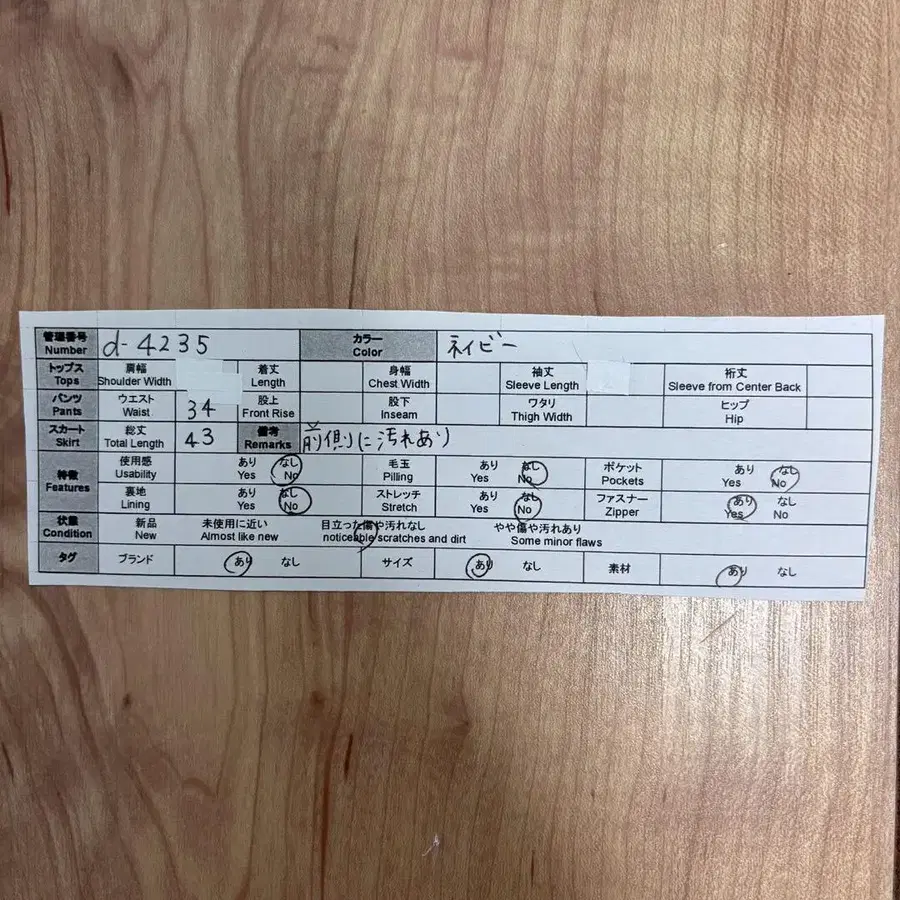 管理番号 Number d-4235 カラー Color ネイビー
トップス Tops 肩幅 Shoulder Width 着丈 Length 身幅 Chest Width 袖丈 Sleeve Length 裄丈 Sleeve from Center Back
パンツ Pants ウエスト Waist 34 股上 Front Rise 股下 Inseam ワタリ Thigh Width ヒップ Hip
スカート Skirt 総丈 Total Length 43 備考 Remarks 前側に汚れあり
特徴 Features 使用感 Usability あり Yes なし No 毛玉 Pilling あり Yes なし No ポケット Pockets あり Yes なし No
裏地 Lining あり Yes なし No ストレッチ Stretch あり Yes なし No ファスナー Zipper あり Yes なし No
状態 Condition 新品 New 未使用に近い Almost like new 目立った傷や汚れなし noticeable scratches and dirt やや傷や汚れあり Some minor flaws
タグ ブランド あり なし サイズ あり なし 素材 あり なし